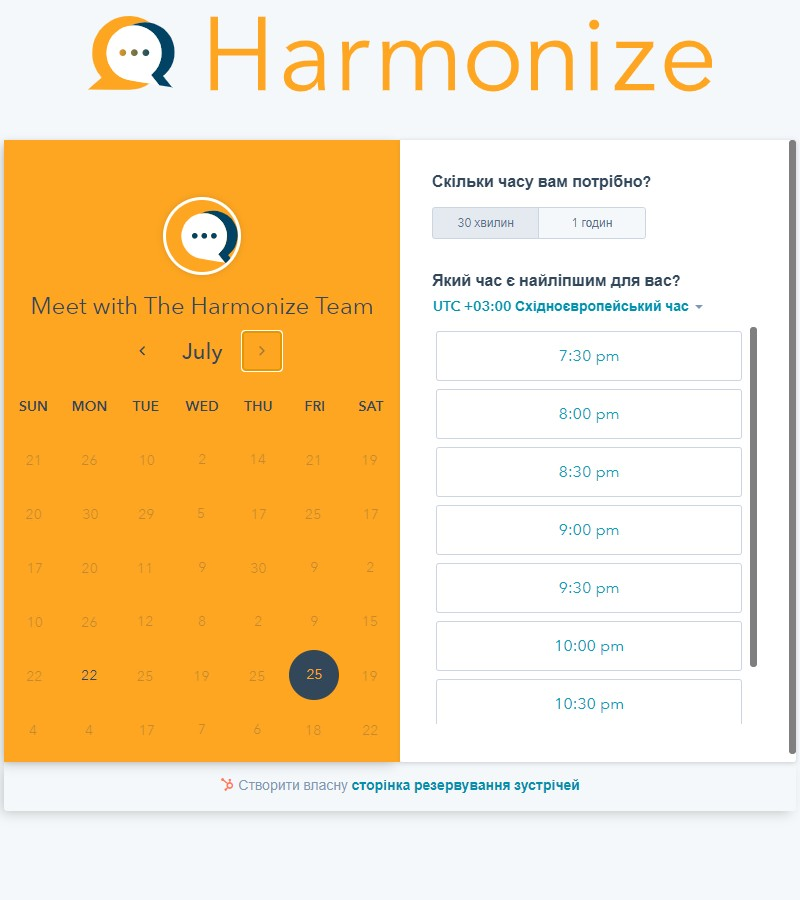 Harmonize
Meet with The Harmonize Team
July
SUN MON TUE WED THU FRI SAT
21 26 10 2 14 21 19
20 30 29 5 17 25 17
17 20 11 9 30 9 2
10 26 12 8 2 9 15
22 22 25 19 25 25 19
4 4 17 7 6 18 22
Скільки часу вам потрібно?
30 хвилин 1 годин
Який час є найліпшим для вас?
UTC +03:00 Східноєвропейський час
7:30 pm
8:00 pm
8:30 pm
9:00 pm
9:30 pm
10:00 pm
10:30 pm
Створити власну сторінка резервування зустрічей